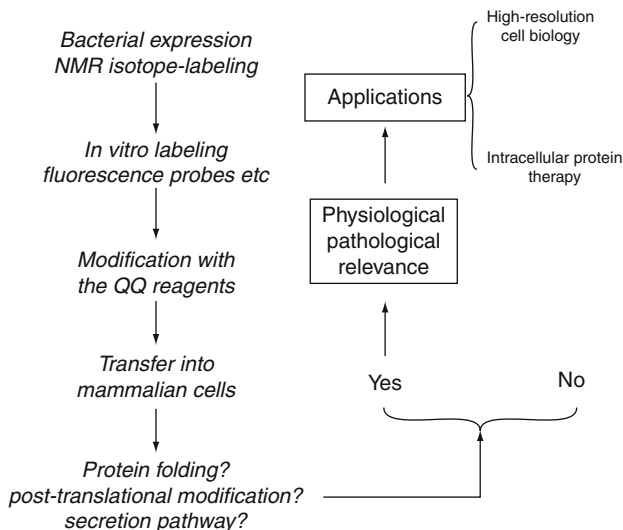 Bacterial expression
NMR isotope-labeling
In vitro labeling
fluorescence probes etc
Modification with
the QQ reagents
Transfer into
mammalian cells
Protein folding?
post-translational modification?
secretion pathway?
Yes
No
Physiological
pathological
relevance
Applications
High-resolution
cell biology
Intracellular protein
therapy